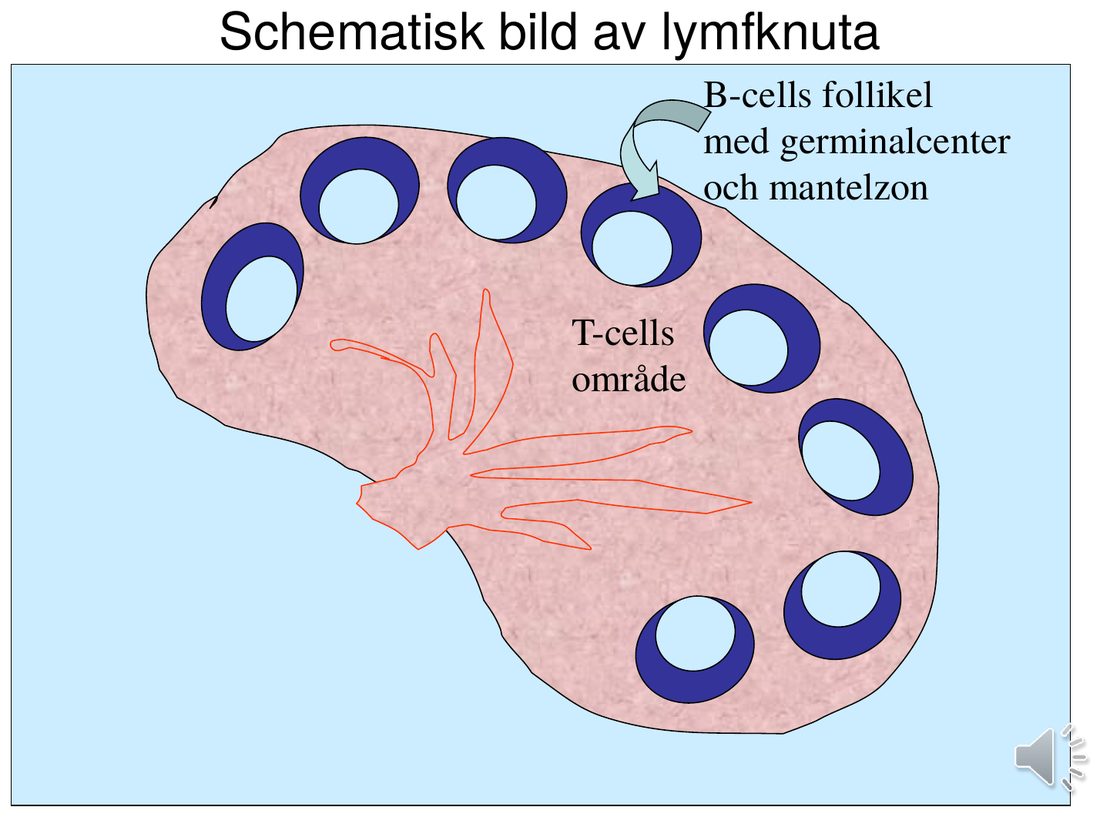 Schematisk bild av lymfknuta
B-cells follikel
med germinalcenter
och mantelzon
T-cells
område